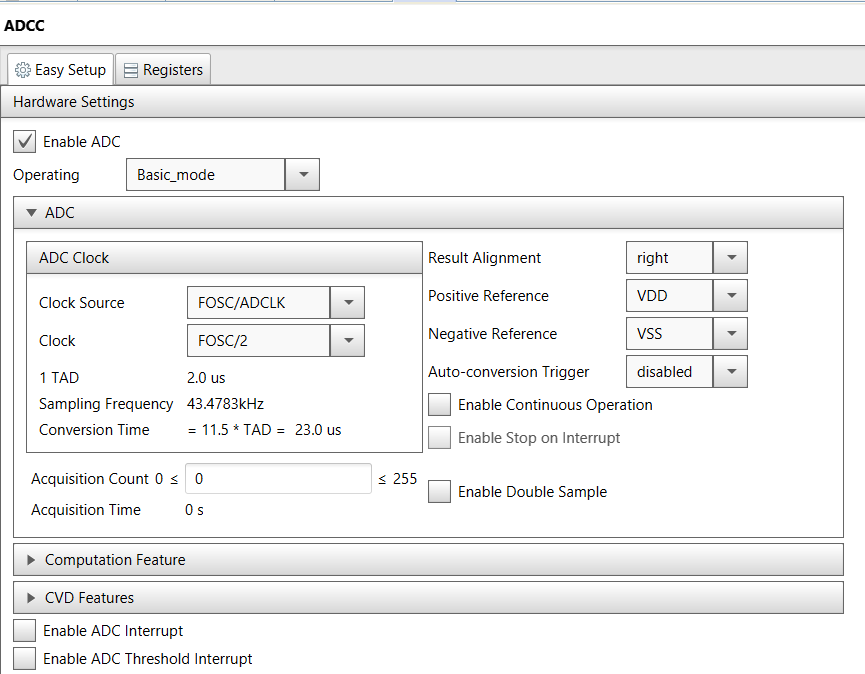 ADCC
Easy Setup
Registers
Hardware Settings
Enable ADC
Operating Basic_mode
ADC
ADC Clock
Clock Source FOSC/ADCLK
Clock FOSC/2
1 TAD 2.0 us
Sampling Frequency 43.4783kHz
Conversion Time = 11.5 * TAD = 23.0 us
Result Alignment right
Positive Reference VDD
Negative Reference VSS
Auto-conversion Trigger disabled
Enable Continuous Operation
Enable Stop on Interrupt
Acquisition Count 0 ≤ 0 ≤ 255
Acquisition Time 0 s
Enable Double Sample
Computation Feature
CVD Features
Enable ADC Interrupt
Enable ADC Threshold Interrupt